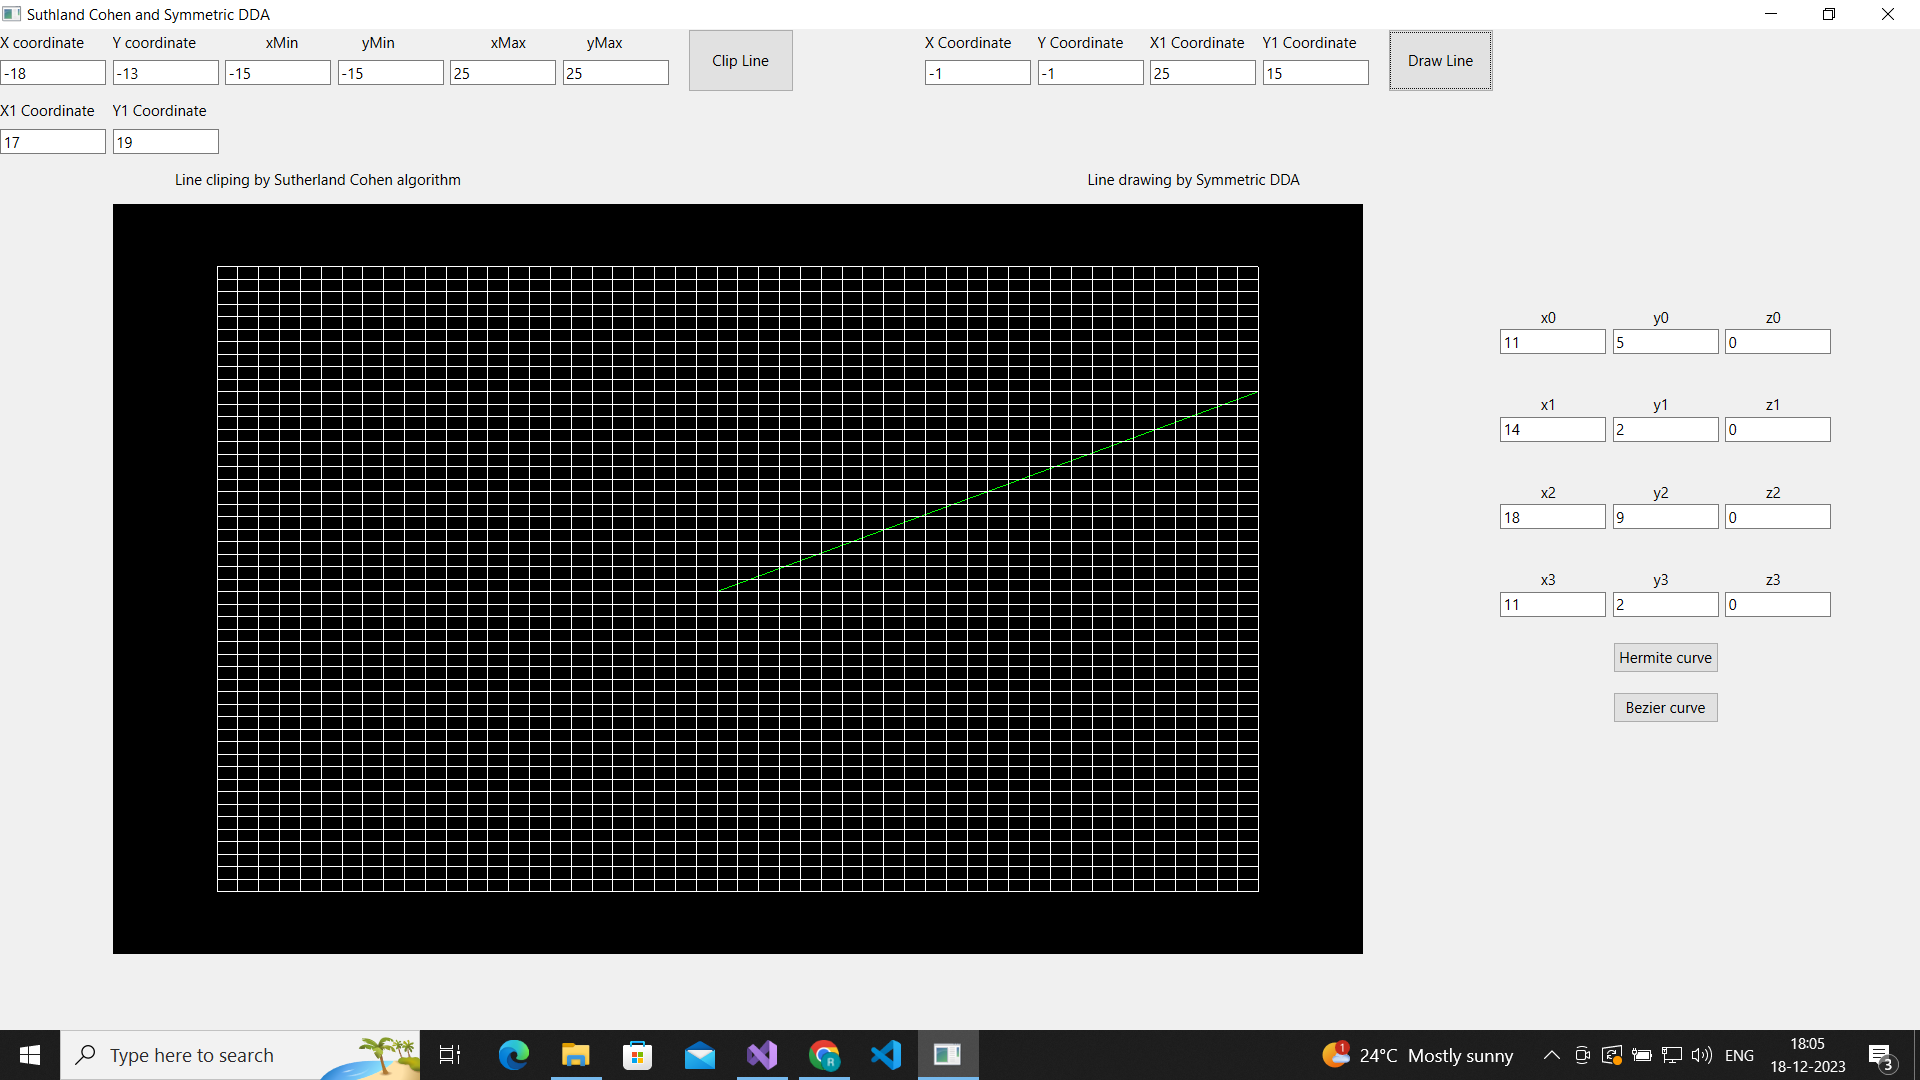 Suthland Cohen and Symmetric DDA
X coordinate Y coordinate xMin yMin xMax yMax Clip Line X Coordinate Y Coordinate X1 Coordinate Y1 Coordinate Draw Line
-18 -13 -15 -15 25 25 -1 -1 25 15
X1 Coordinate Y1 Coordinate
17 19
Line cliping by Sutherland Cohen algorithm Line drawing by Symmetric DDA
x0 y0 z0
11 5 0
x1 y1 z1
14 2 0
x2 y2 z2
18 9 0
x3 y3 z3
11 2 0
Hermite curve
Bezier curve
Type here to search 1 R 24°C Mostly sunny ENG 18:05
18-12-2023 3